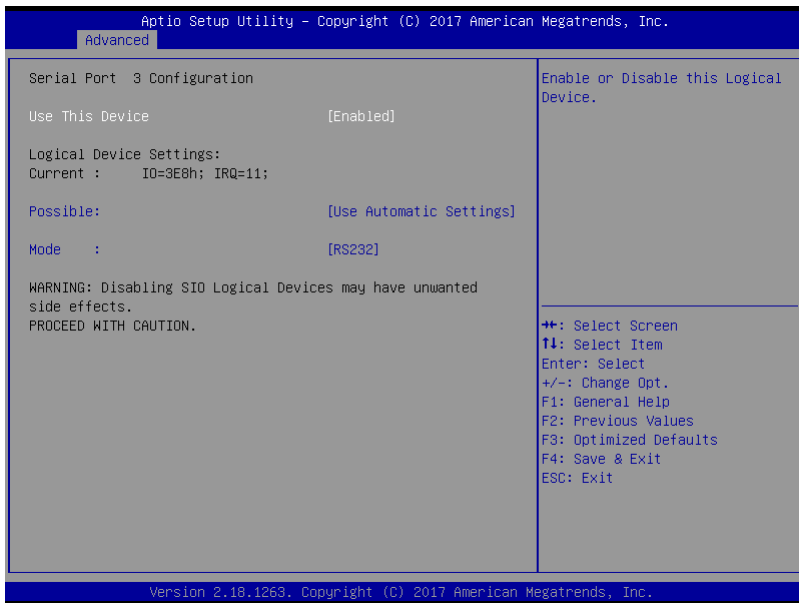 Aptio Setup Utility – Copyright (C) 2017 American Megatrends, Inc.
Advanced
Serial Port 3 Configuration
Use This Device [Enabled]
Logical Device Settings:
Current : IO=3E8h; IRQ=11;
Possible: [Use Automatic Settings]
Mode : [RS232]
WARNING: Disabling SIO Logical Devices may have unwanted
side effects.
PROCEED WITH CAUTION.
Enable or Disable this Logical
Device.
→←: Select Screen
↑↓: Select Item
Enter: Select
+/-: Change Opt.
F1: General Help
F2: Previous Values
F3: Optimized Defaults
F4: Save & Exit
ESC: Exit
Version 2.18.1263. Copyright (C) 2017 American Megatrends, Inc.